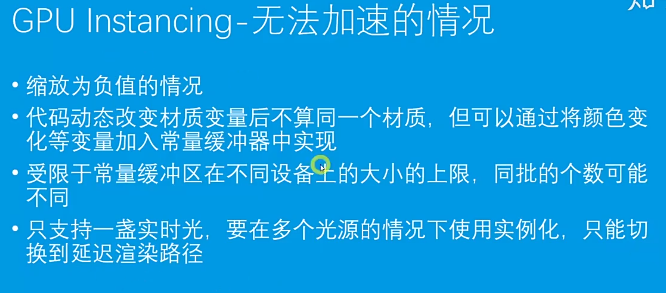 GPU Instancing-无法加速的情况
• 缩放为负值的情况
• 代码动态改变材质变量后不算同一个材质，但可以通过将颜色变
化等变量加入常量缓冲器中实现
• 受限于常量缓冲区在不同设备上的大小的上限，同批的个数可能
不同
• 只支持一盏实时光，要在多个光源的情况下使用实例化，只能切
换到延迟渲染路径